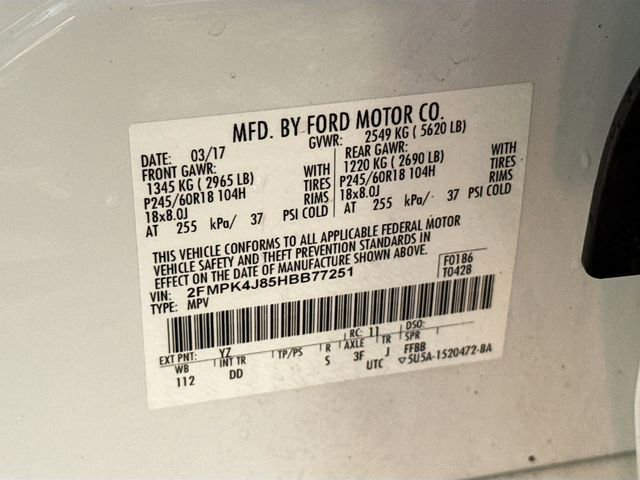 MFD. BY FORD MOTOR CO.
DATE: 03/17 GVWR: 2549 KG ( 5620 LB)
FRONT GAWR: REAR GAWR:
1345 KG ( 2965 LB) WITH 1220 KG ( 2690 LB) WITH
P245/60R18 104H TIRES P245/60R18 104H TIRES
18x8.0J RIMS 18x8.0J RIMS
AT 255 kPa/ 37 PSI COLD AT 255 kPa/ 37 PSI COLD
THIS VEHICLE CONFORMS TO ALL APPLICABLE FEDERAL MOTOR
VEHICLE SAFETY AND THEFT PREVENTION STANDARDS IN
EFFECT ON THE DATE OF MANUFACTURE SHOWN ABOVE.
VIN: 2FMPK4J85HBB77251 F0186
TYPE: MPV T0428
EXT PNT: YZ RC: 11 DSO:
WB INT TR TP/PS R AXLE TR SPR FFBB
112 DD S 3F J UTC ▽5U5A-1520472-BA